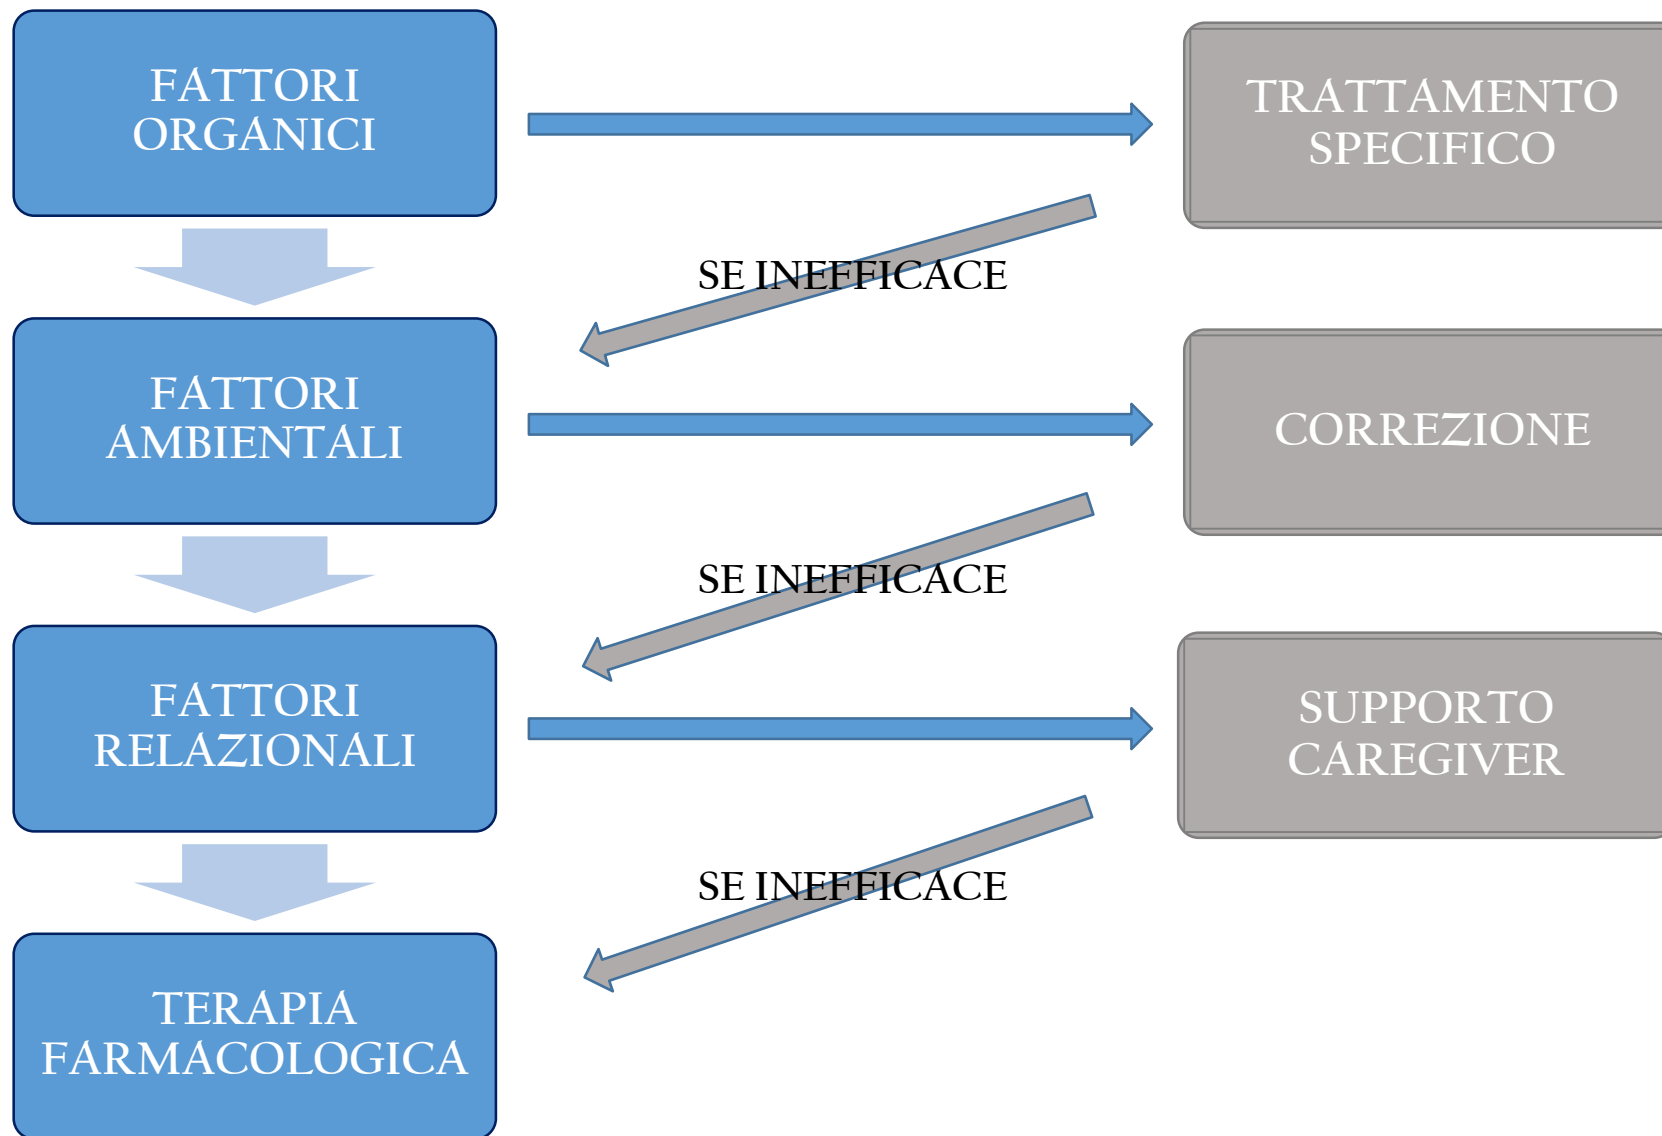 FATTORI
ORGANICI
TRATTAMENTO
SPECIFICO
SE INEFFICACE
FATTORI
AMBIENTALI
CORREZIONE
SE INEFFICACE
FATTORI
RELAZIONALI
SUPPORTO
CAREGIVER
SE INEFFICACE
TERAPIA
FARMACOLOGICA